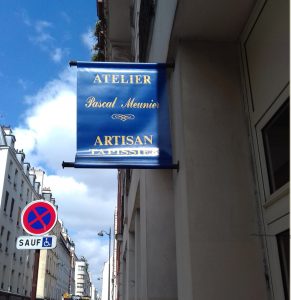 ATELIER
Pascal Meunier
ARTISAN
TAPISSIER
SAUF